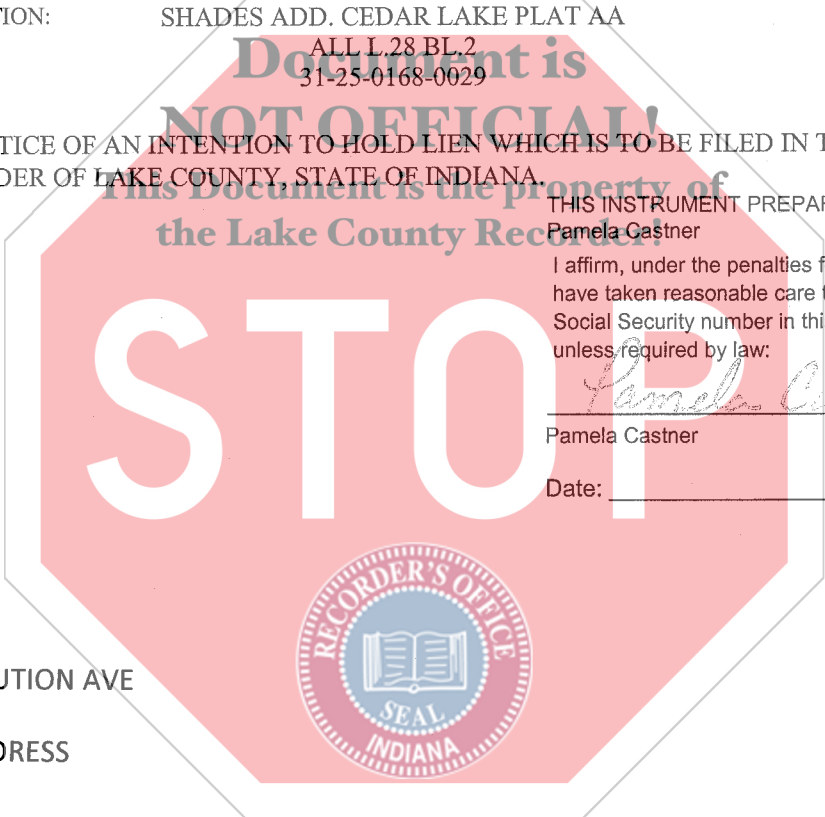 TION: SHADES ADD. CEDAR LAKE PLAT AA
ALL L.28 BL.2
31-25-0168-0029
Document is
NOT OFFICIAL!
This Document is the property of
the Lake County Recorder!
TICE OF AN INTENTION TO HOLD LIEN WHICH IS TO BE FILED IN T
DER OF LAKE COUNTY, STATE OF INDIANA.
THIS INSTRUMENT PREPAR
Pamela Castner
I affirm, under the penalties f
have taken reasonable care t
Social Security number in thi
unless required by law:
Pamela C
Pamela Castner
Date:
STOP
RECORDER'S OFFICE
SEAL
INDIANA
UTION AVE
DRESS